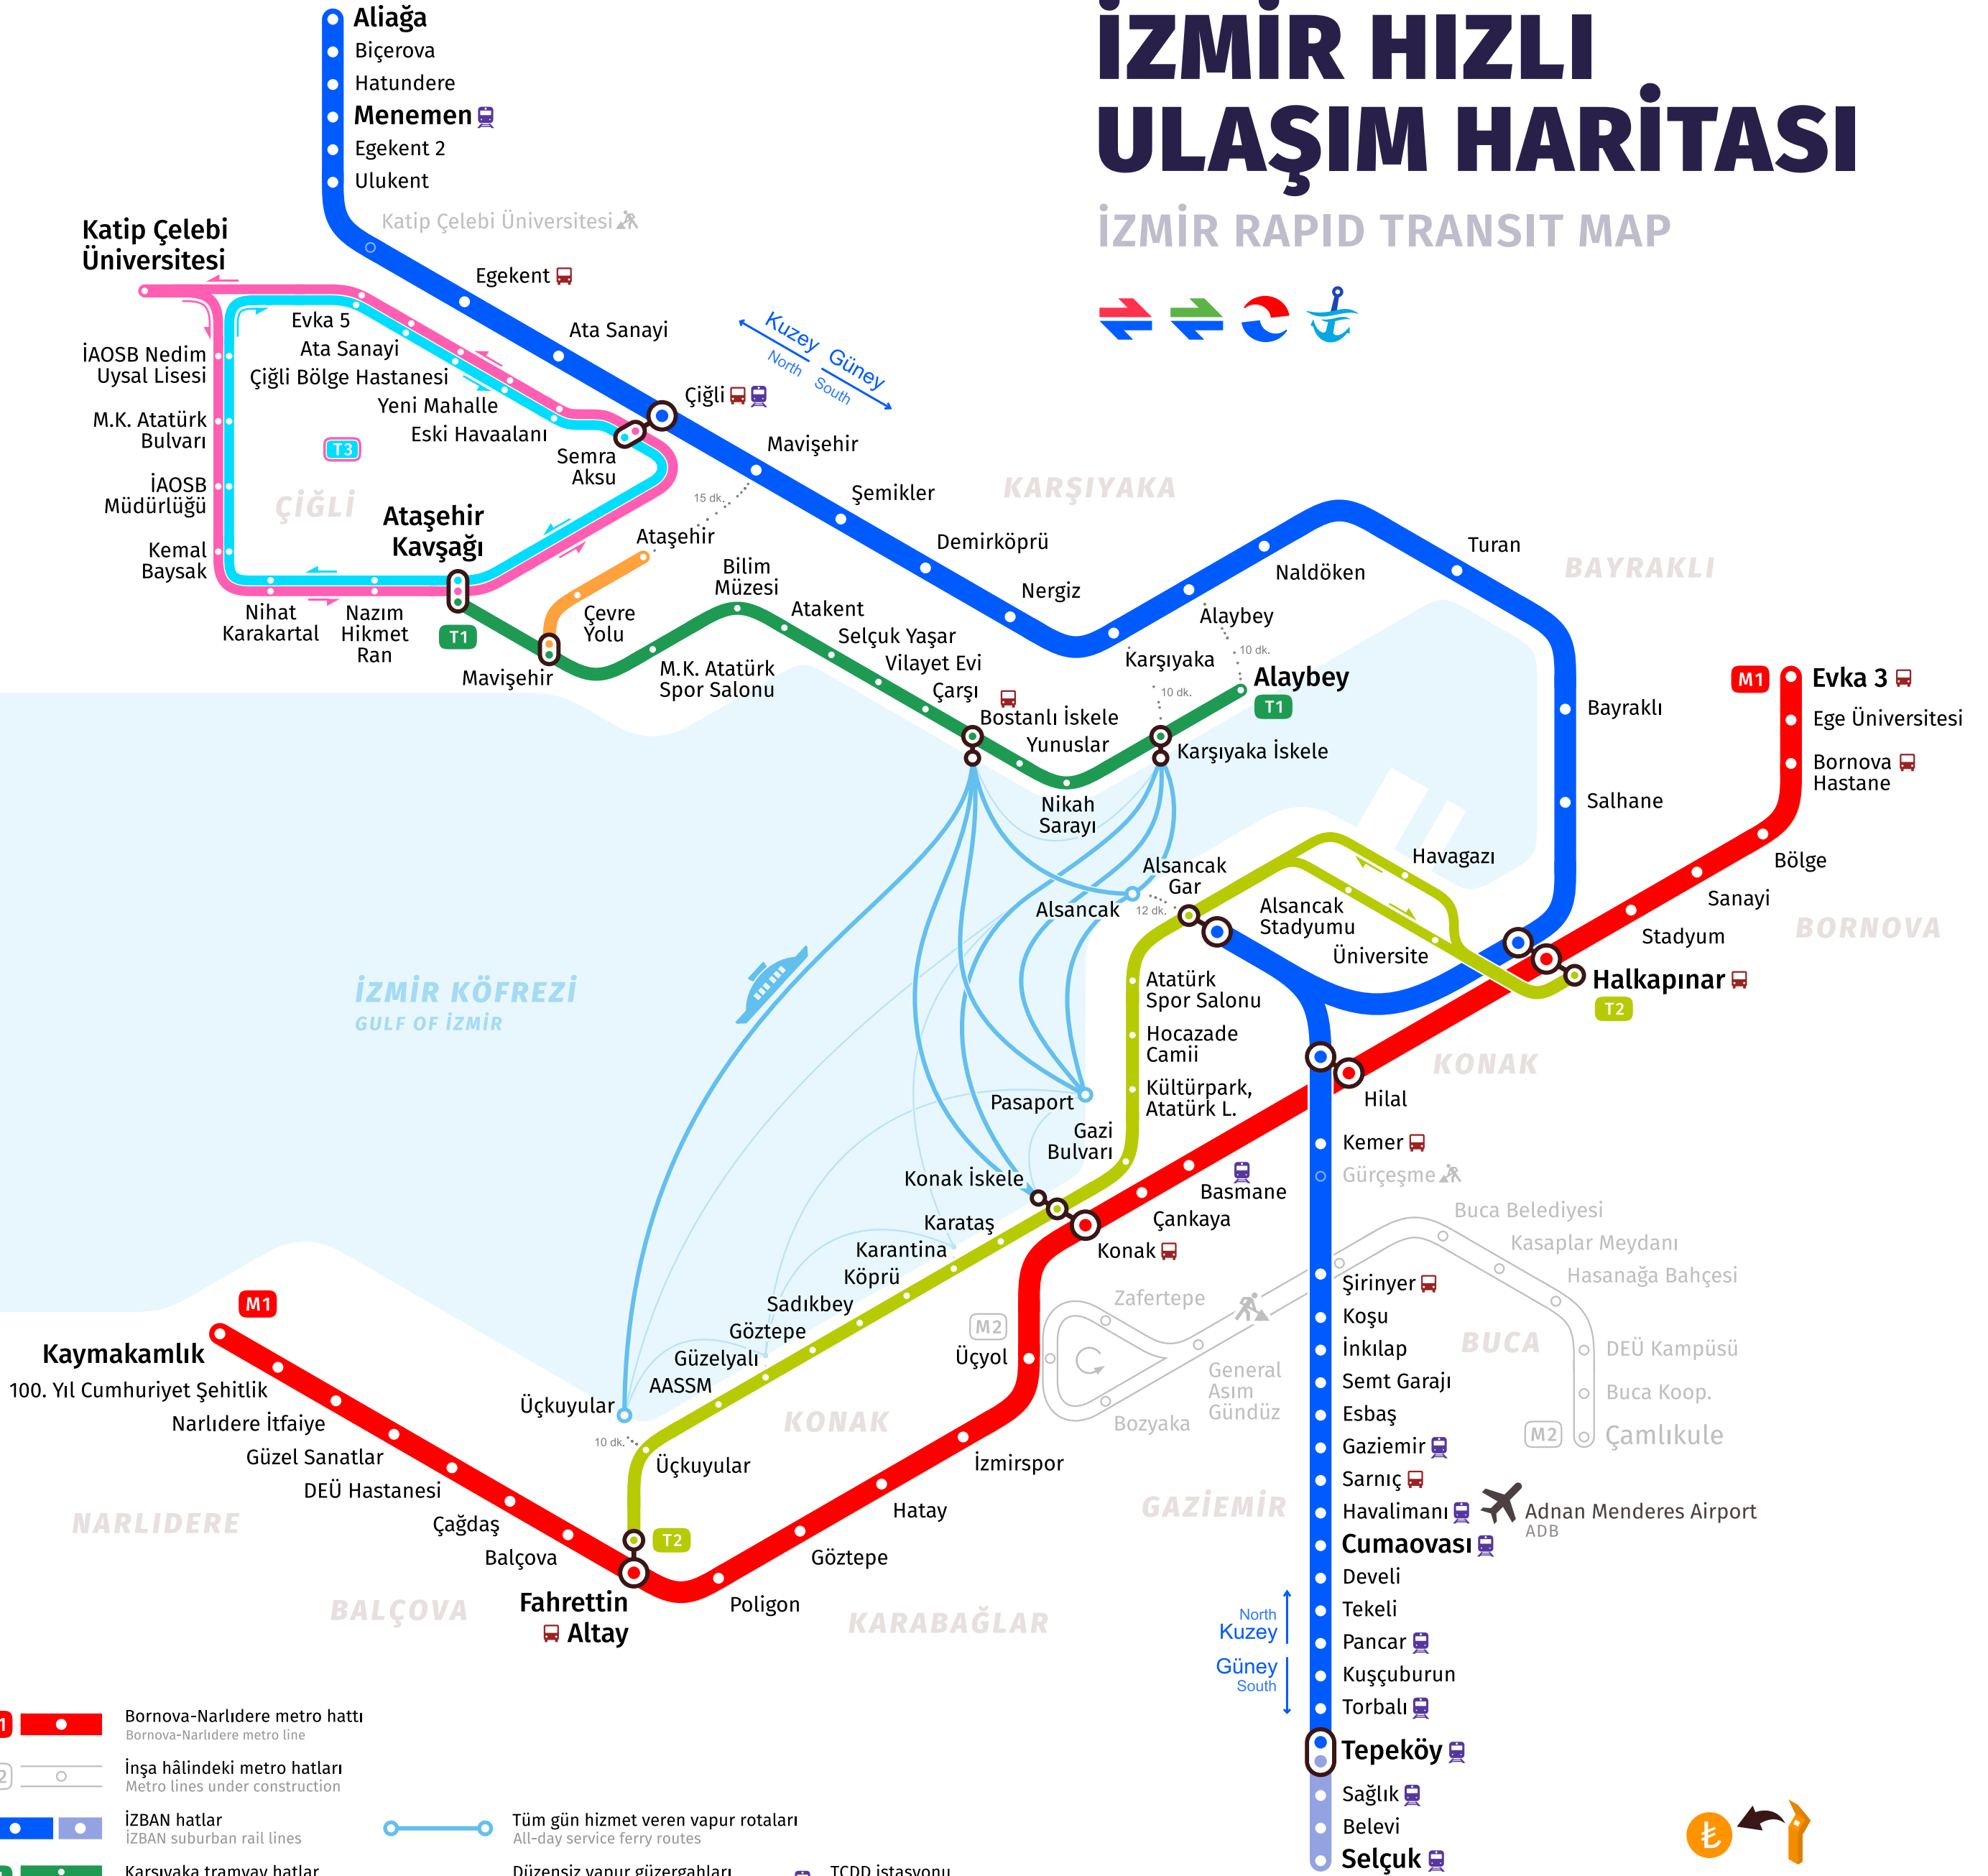 İZMİR HIZLI
ULAŞIM HARİTASI
İZMİR RAPID TRANSIT MAP
Aliağa
Biçerova
Hatundere
Menemen
Egekent 2
Ulukent
Katip Çelebi Üniversitesi
Egekent
Ata Sanayi
Çiğli
Kuzey
North
Güney
South
Mavişehir
Şemikler
Demirköprü
Nergiz
Karşıyaka
Alaybey
Naldöken
Turan
Bayraklı
Salhane
KARŞIYAKA
BAYRAKLI
Katip Çelebi
Üniversitesi
Evka 5
Ata Sanayi
Çiğli Bölge Hastanesi
Yeni Mahalle
Eski Havaalanı
Semra
Aksu
İAOSB Nedim
Uysal Lisesi
M.K. Atatürk
Bulvarı
İAOSB
Müdürlüğü
Kemal
Baysak
T3
ÇİĞLİ
Nihat
Karakartal
Nazım
Hikmet
Ran
Ataşehir
Kavşağı
T1
15 dk.
Ataşehir
Çevre
Yolu
Mavişehir
M.K. Atatürk
Spor Salonu
Bilim
Müzesi
Atakent
Selçuk Yaşar
Vilayet Evi
Çarşı
Bostanlı İskele
Yunuslar
Nikah
Sarayı
Karşıyaka İskele
10 dk.
10 dk.
Alaybey
T1
M1
Evka 3
Ege Üniversitesi
Bornova
Hastane
Bölge
Sanayi
Stadyum
BORNOVA
Halkapınar
T2
Havagazı
Alsancak
Stadyumu
Üniversite
Alsancak
Gar
Alsancak
12 dk.
Atatürk
Spor Salonu
Hocazade
Camii
Kültürpark,
Atatürk L.
Gazi
Bulvarı
Pasaport
Konak İskele
İZMİR KÖFREZİ
GULF OF İZMİR
KONAK
Hilal
Basmane
Çankaya
Konak
Karataş
Karantina
Köprü
Sadıkbey
Göztepe
Güzelyalı
AASSM
Üçkuyular
10 dk.
Üçkuyular
T2
KONAK
Üçyol
İzmirspor
Hatay
Göztepe
Poligon
Fahrettin
Altay
Balçova
Çağdaş
DEÜ Hastanesi
Güzel Sanatlar
Narlıdere İtfaiye
100. Yıl Cumhuriyet Şehitlik
Kaymakamlık
M1
NARLIDERE
BALÇOVA
KARABAĞLAR
GAZİEMİR
BUCA
M2
Zafertepe
Bozyaka
General
Asım
Gündüz
Buca Belediyesi
Kasaplar Meydanı
Hasanağa Bahçesi
DEÜ Kampüsü
Buca Koop.
M2
Çamlıkule
Kemer
Gürçeşme
Şirinyer
Koşu
İnkılap
Semt Garajı
Esbaş
Gaziemir
Sarnıç
Havalimanı
Adnan Menderes Airport
ADB
Cumaovası
Develi
Tekeli
Pancar
Kuşçuburun
Torbalı
Tepeköy
Sağlık
Belevi
Selçuk
North
Kuzey
Güney
South
1
Bornova-Narlıdere metro hattı
Bornova-Narlıdere metro line
2
İnşa hâlindeki metro hatları
Metro lines under construction
İZBAN hatlar
İZBAN suburban rail lines
Tüm gün hizmet veren vapur rotaları
All-day service ferry routes
Karşıyaka tramvay hatlar
Düzensiz vapur güzergahları
TCDD istasyonu
₺